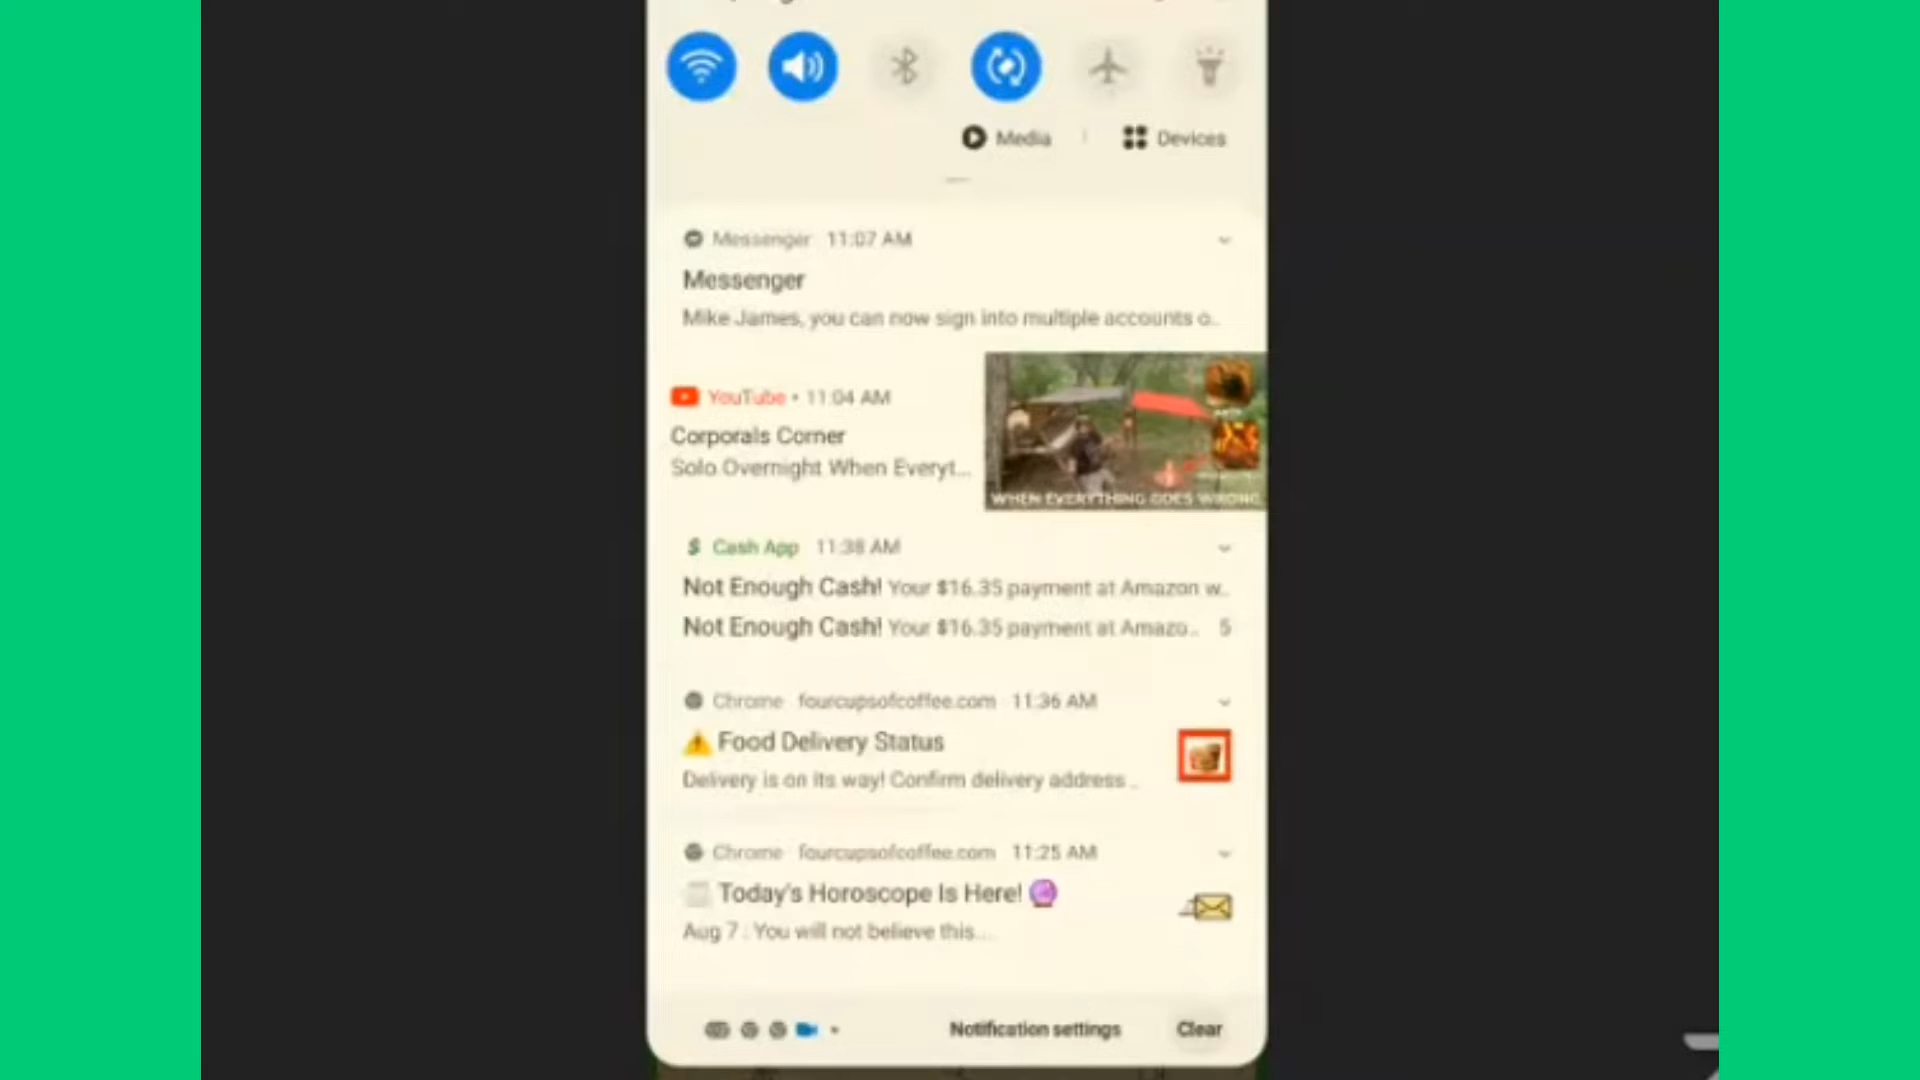 Media
Devices
Messenger 11:07 AM
Messenger
Mike James, you can now sign into multiple accounts o..
YouTube • 11:04 AM
Corporals Corner
Solo Overnight When Everyt...
WHEN EVERYTHING GOES WRONG
Cash App 11:38 AM
Not Enough Cash! Your $16.35 payment at Amazon w..
Not Enough Cash! Your $16.35 payment at Amazo.. 5
Chrome fourcupsofcoffee.com 11:36 AM
Food Delivery Status
Delivery is on its way! Confirm delivery address ..
Chrome fourcupsofcoffee.com 11:25 AM
Today's Horoscope Is Here!
Aug 7 . You will not believe this....
Notification settings
Clear